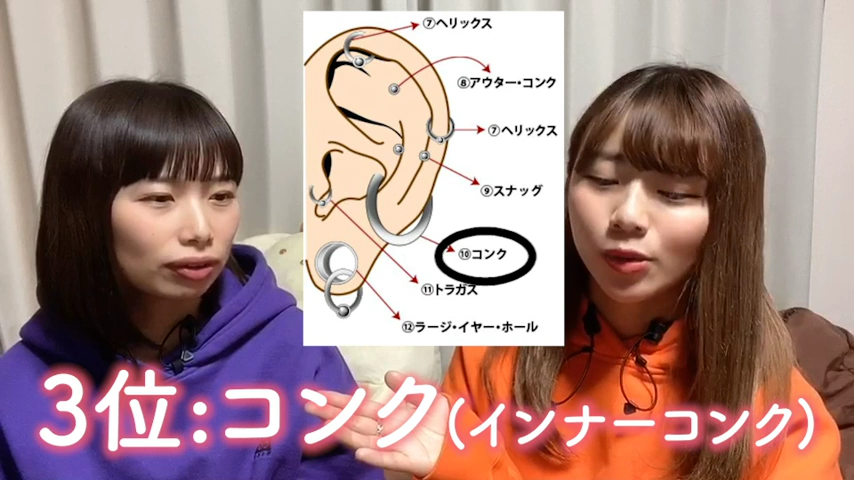 ⑦ヘリックス
⑧アウター・コンク
⑦ヘリックス
⑨スナッグ
⑩コンク
⑪トラガス
⑫ラージ・イヤー・ホール
3位:コンク(インナーコンク)